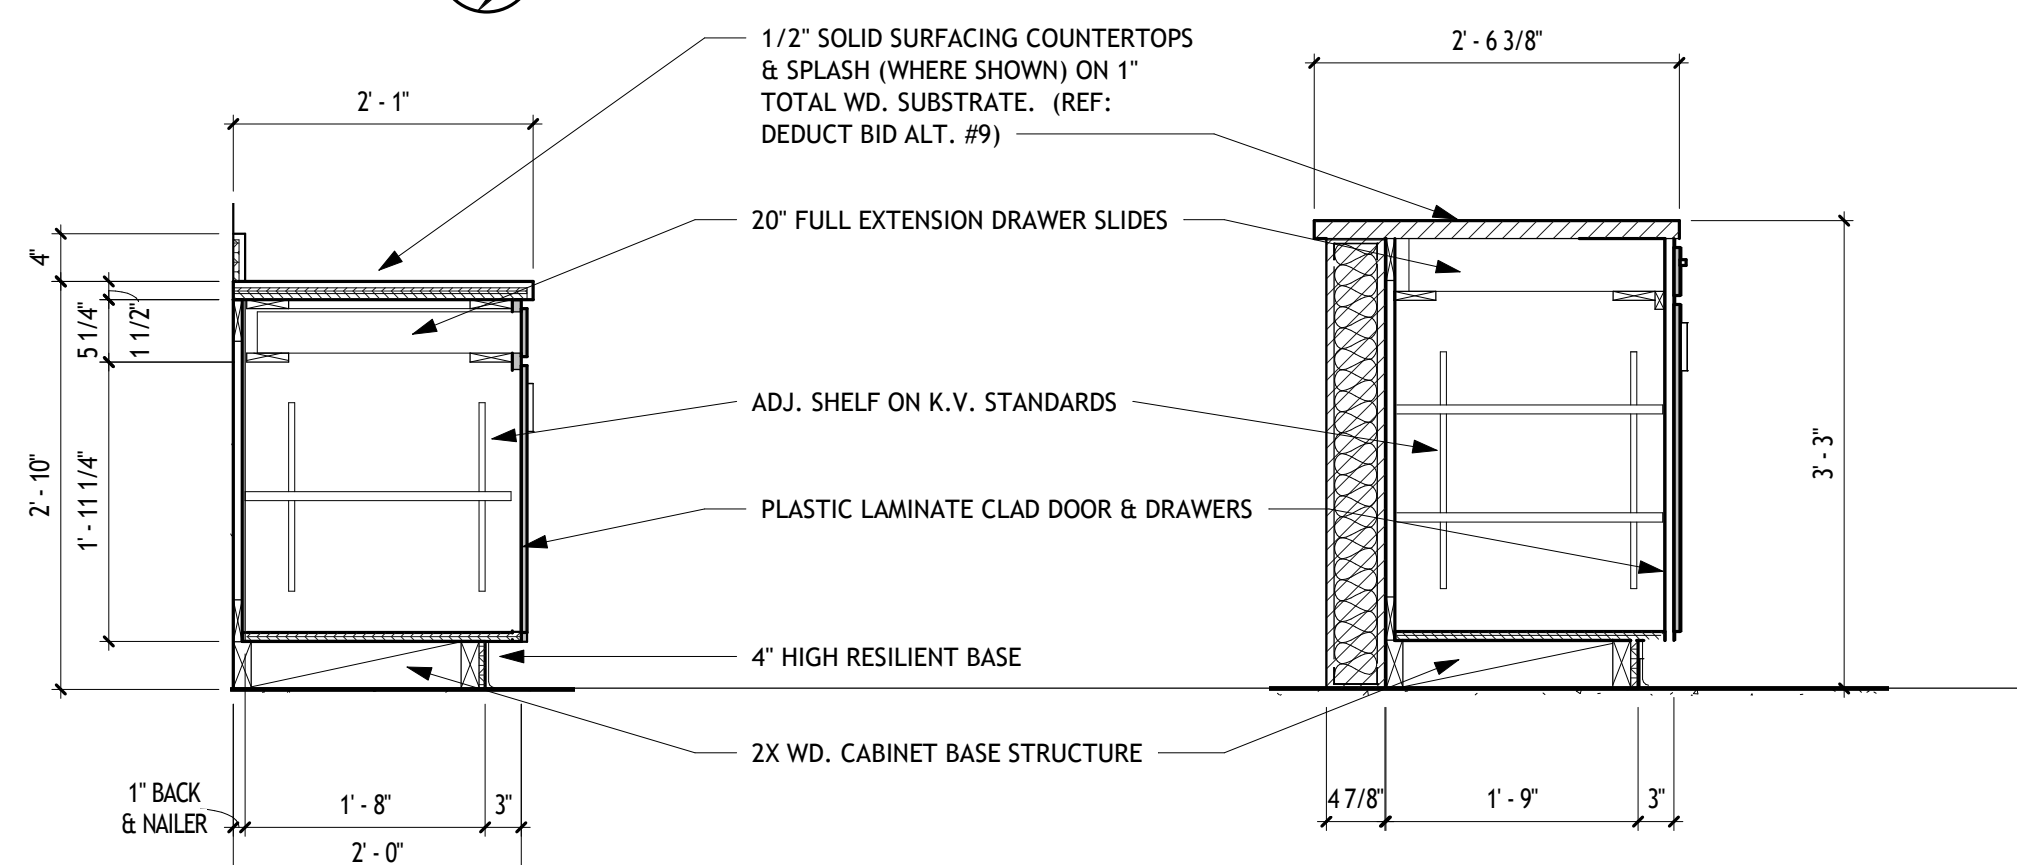 1/2" SOLID SURFACING COUNTERTOPS
& SPLASH (WHERE SHOWN) ON 1"
TOTAL WD. SUBSTRATE. (REF:
DEDUCT BID ALT. #9)
2' - 6 3/8"
2' - 1"
20" FULL EXTENSION DRAWER SLIDES
4"
5 1/4"
1 1/2"
ADJ. SHELF ON K.V. STANDARDS
2' - 10"
1' - 11 1/4"
3' - 3"
PLASTIC LAMINATE CLAD DOOR & DRAWERS
4" HIGH RESILIENT BASE
2X WD. CABINET BASE STRUCTURE
1" BACK
& NAILER
1' - 8"
3"
2' - 0"
4 7/8"
1' - 9"
3"